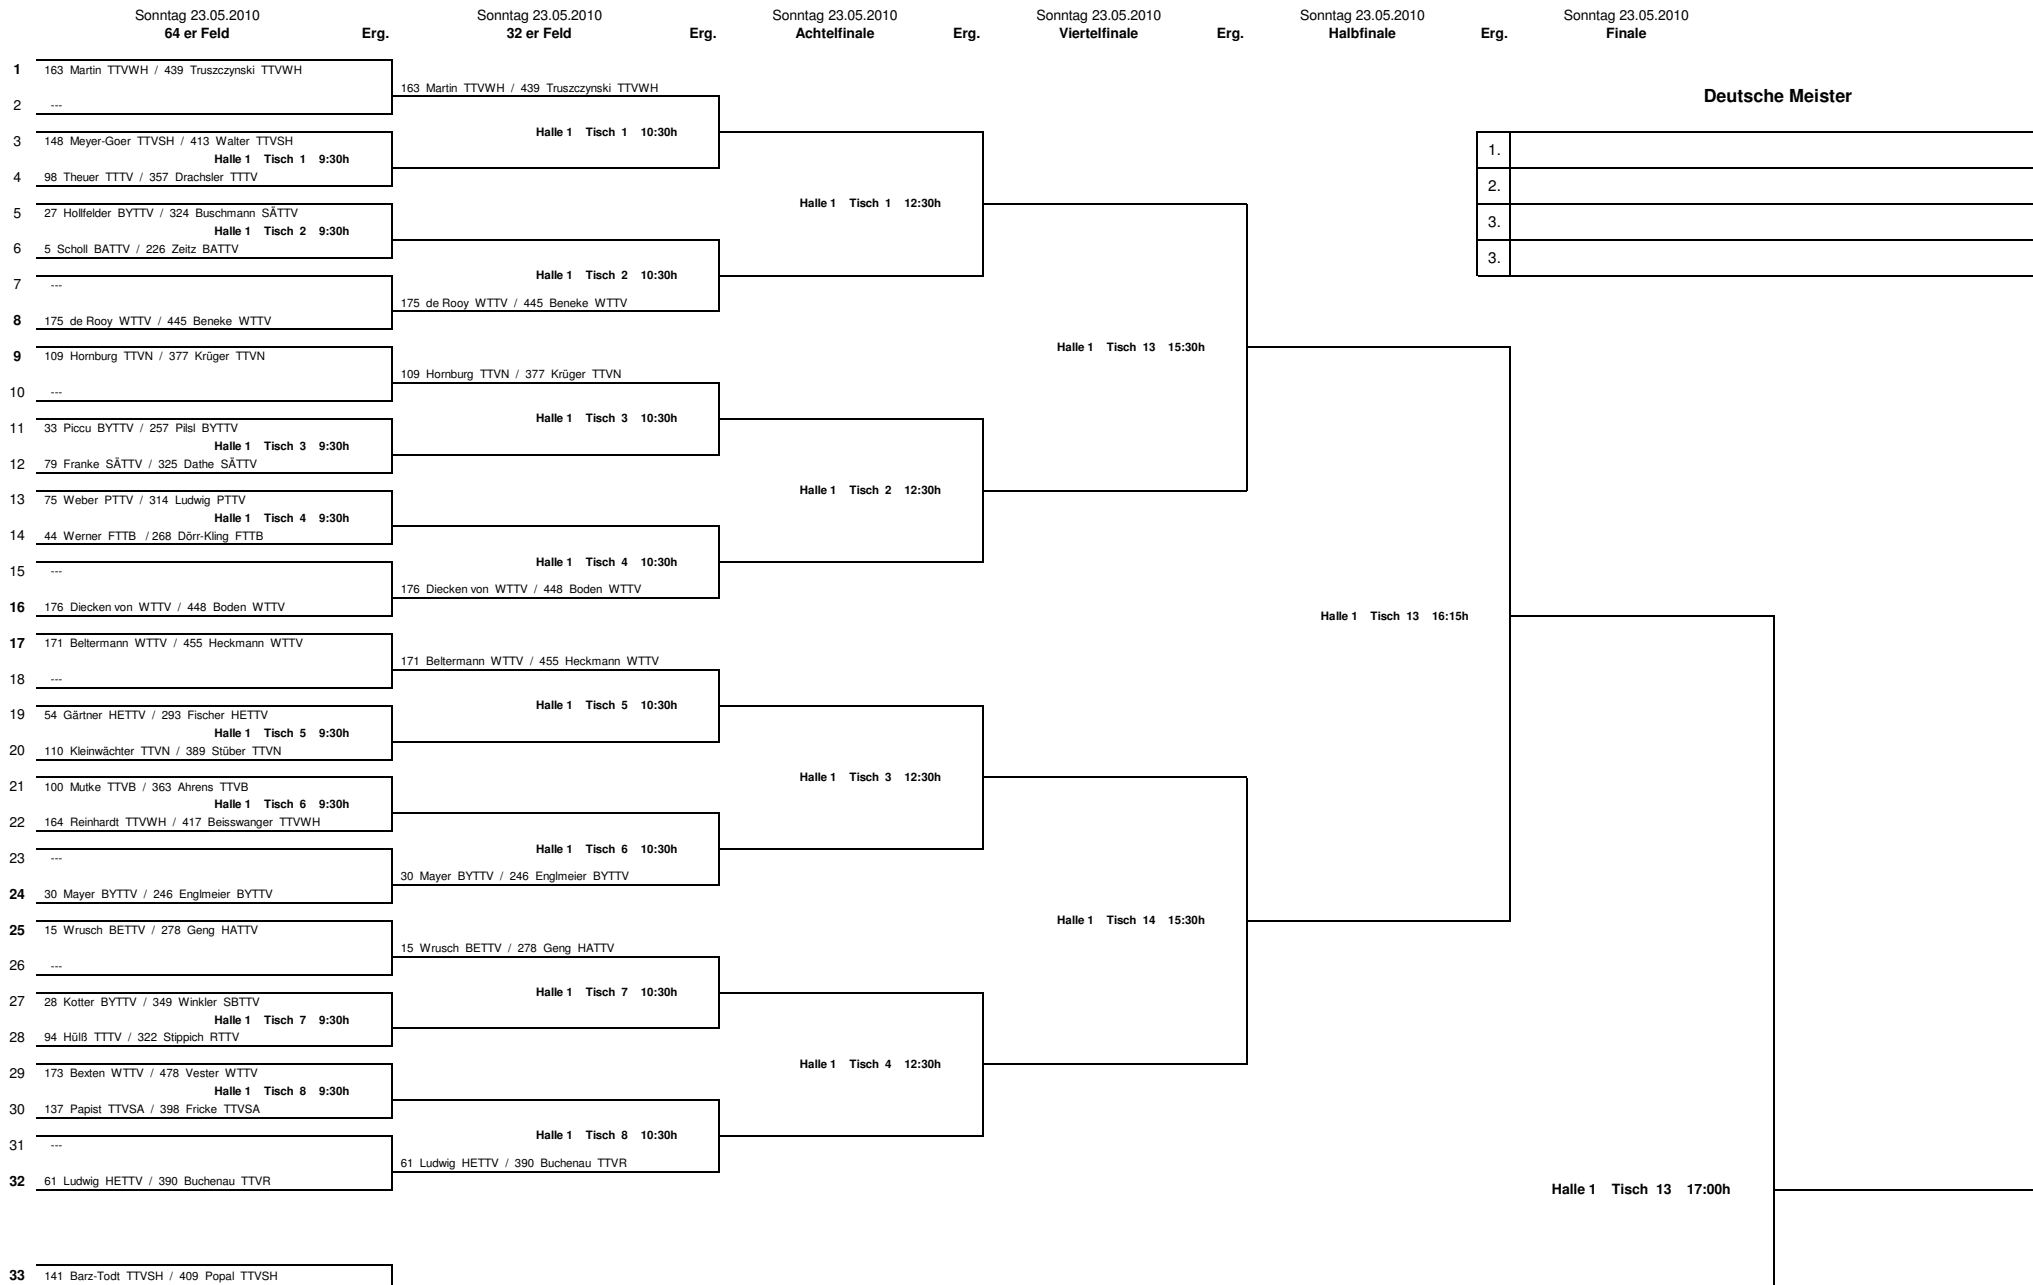 Sonntag 23.05.2010 Sonntag 23.05.2010 Sonntag 23.05.2010 Sonntag 23.05.2010 Sonntag 23.05.2010 Sonntag 23.05.2010
64 er Feld Erg. 32 er Feld Erg. Achtelfinale Erg. Viertelfinale Erg. Halbfinale Erg. Finale
1 163 Martin TTVWH / 439 Truszczynski TTVWH
163 Martin TTVWH / 439 Truszczynski TTVWH
Deutsche Meister
2 ---
Halle 1 Tisch 1 10:30h
3 148 Meyer-Goer TTVSH / 413 Walter TTVSH
1.
Halle 1 Tisch 1 9:30h
4 98 Theuer TTTV / 357 Drachsler TTTV
2.
Halle 1 Tisch 1 12:30h
5 27 Hollfelder BYTTV / 324 Buschmann SÄTTV
3.
Halle 1 Tisch 2 9:30h
6 5 Scholl BATTV / 226 Zeitz BATTV
3.
Halle 1 Tisch 2 10:30h
7 ---
175 de Rooy WTTV / 445 Beneke WTTV
8 175 de Rooy WTTV / 445 Beneke WTTV
Halle 1 Tisch 13 15:30h
9 109 Hornburg TTVN / 377 Krüger TTVN
109 Hornburg TTVN / 377 Krüger TTVN
10 ---
Halle 1 Tisch 3 10:30h
11 33 Piccu BYTTV / 257 Pilsl BYTTV
Halle 1 Tisch 3 9:30h
12 79 Franke SÄTTV / 325 Dathe SÄTTV
Halle 1 Tisch 2 12:30h
13 75 Weber PTTV / 314 Ludwig PTTV
Halle 1 Tisch 4 9:30h
14 44 Werner FTTB / 268 Dörr-Kling FTTB
Halle 1 Tisch 4 10:30h
15 ---
176 Diecken von WTTV / 448 Boden WTTV
16 176 Diecken von WTTV / 448 Boden WTTV
Halle 1 Tisch 13 16:15h
17 171 Beltermann WTTV / 455 Heckmann WTTV
171 Beltermann WTTV / 455 Heckmann WTTV
18 ---
Halle 1 Tisch 5 10:30h
19 54 Gärtner HETTV / 293 Fischer HETTV
Halle 1 Tisch 5 9:30h
20 110 Kleinwächter TTVN / 389 Stüber TTVN
Halle 1 Tisch 3 12:30h
21 100 Mutke TTVB / 363 Ahrens TTVB
Halle 1 Tisch 6 9:30h
22 164 Reinhardt TTVWH / 417 Beisswanger TTVWH
Halle 1 Tisch 6 10:30h
23 ---
30 Mayer BYTTV / 246 Englmeier BYTTV
24 30 Mayer BYTTV / 246 Englmeier BYTTV
Halle 1 Tisch 14 15:30h
25 15 Wrusch BETTV / 278 Geng HATTV
15 Wrusch BETTV / 278 Geng HATTV
26 ---
Halle 1 Tisch 7 10:30h
27 28 Kotter BYTTV / 349 Winkler SBTTV
Halle 1 Tisch 7 9:30h
28 94 Hülß TTTV / 322 Stippich RTTV
Halle 1 Tisch 4 12:30h
29 173 Bexten WTTV / 478 Vester WTTV
Halle 1 Tisch 8 9:30h
30 137 Papist TTVSA / 398 Fricke TTVSA
Halle 1 Tisch 8 10:30h
31 ---
61 Ludwig HETTV / 390 Buchenau TTVR
32 61 Ludwig HETTV / 390 Buchenau TTVR
Halle 1 Tisch 13 17:00h
33 141 Barz-Todt TTVSH / 409 Popal TTVSH